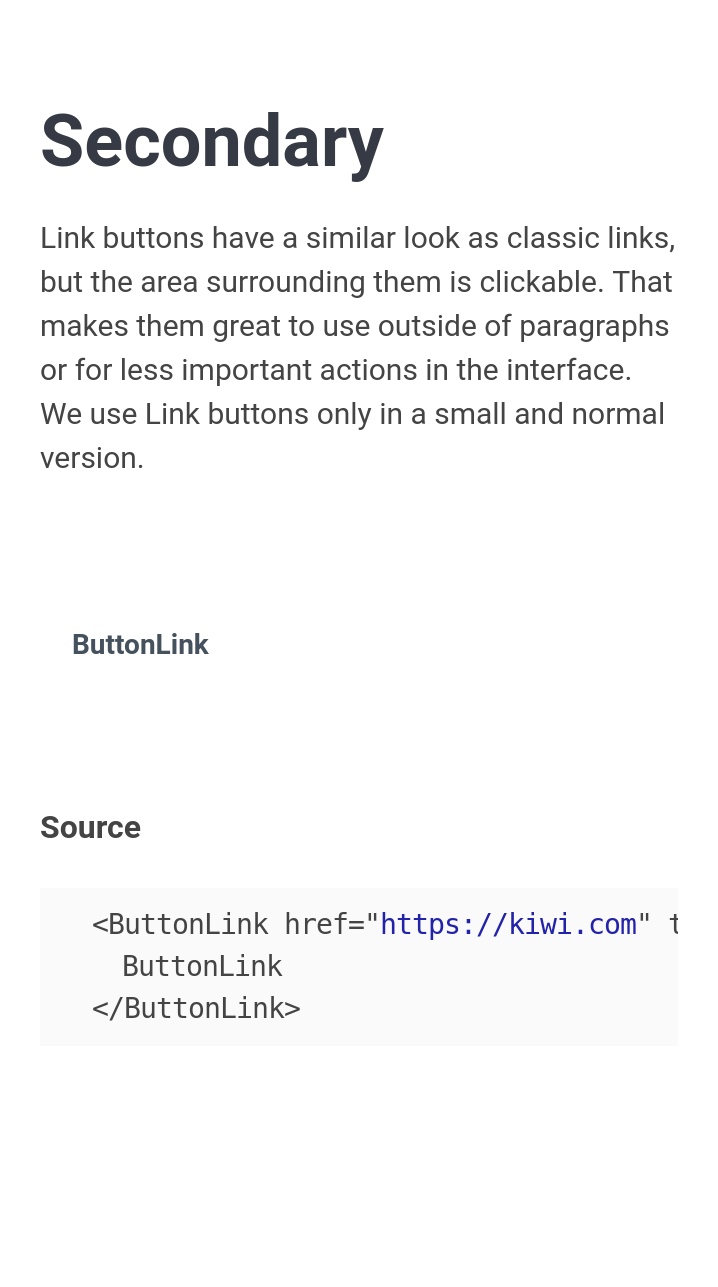 Secondary
Link buttons have a similar look as classic links,
but the area surrounding them is clickable. That
makes them great to use outside of paragraphs
or for less important actions in the interface.
We use Link buttons only in a small and normal
version.
ButtonLink
Source
<ButtonLink href="https://kiwi.com" t
ButtonLink
</ButtonLink>